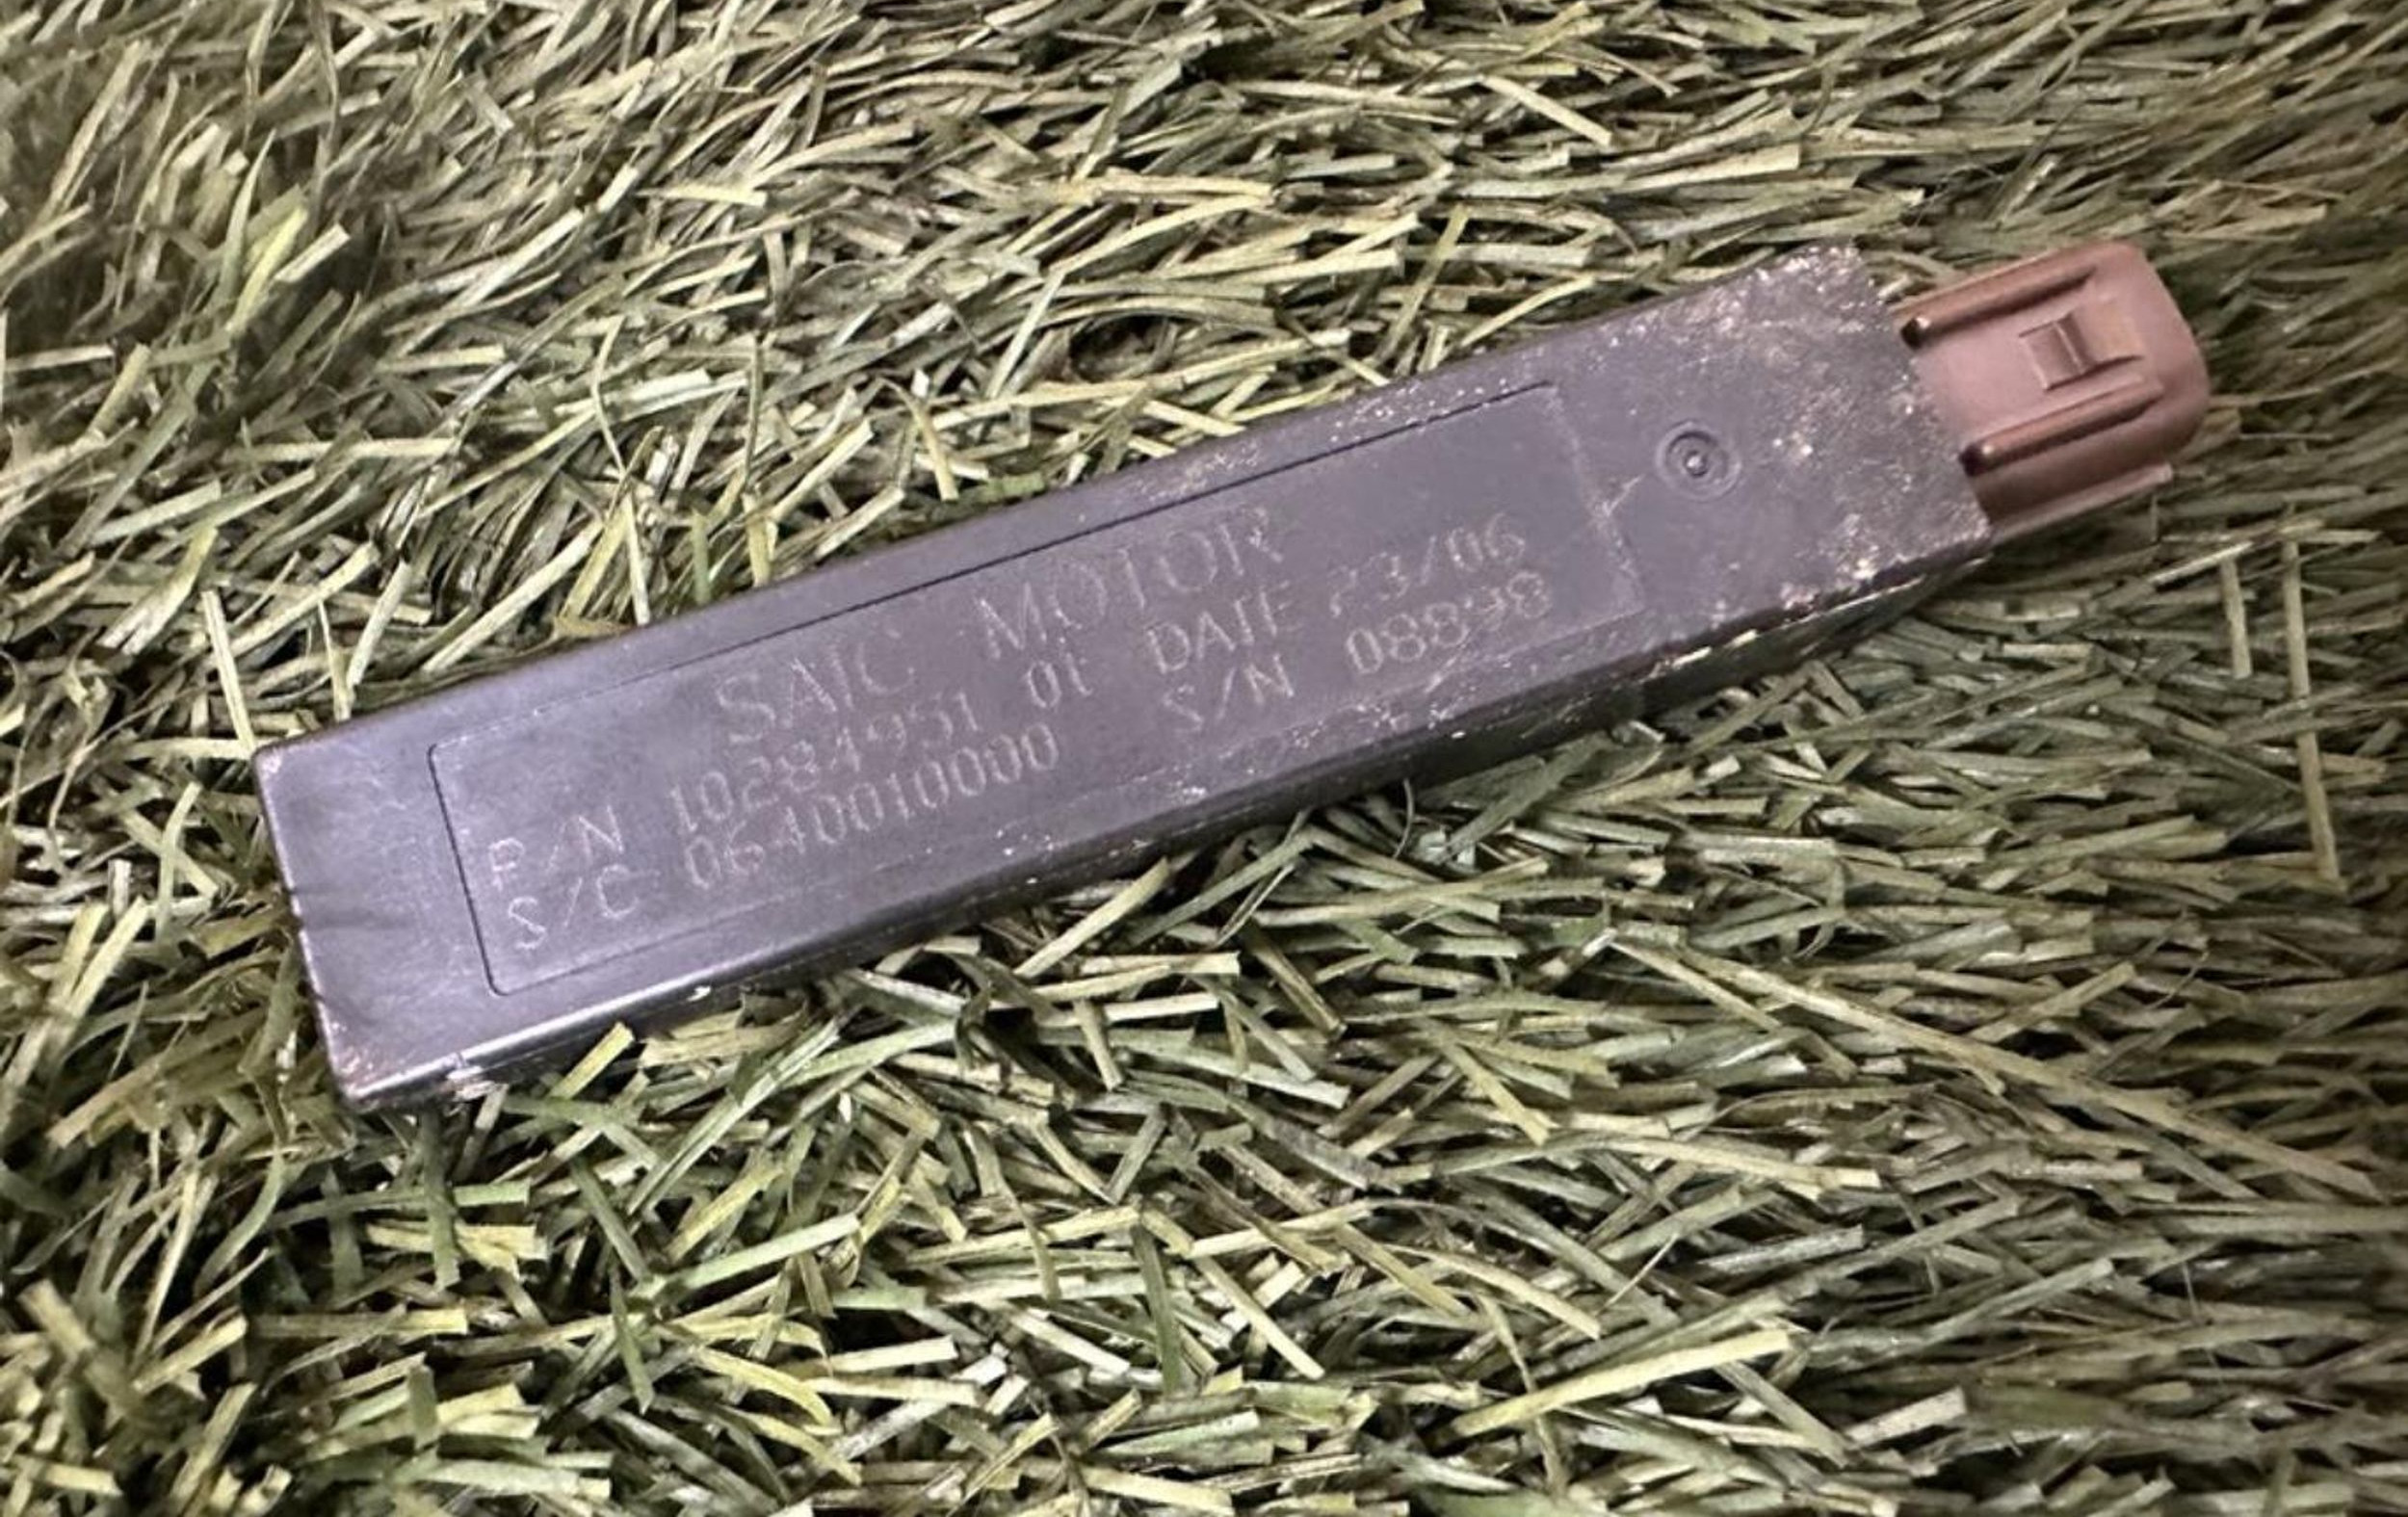 SAIC MOTOR
P/N 10284951 01 DATE 23/06
S/C 0640010000 S/N 08898